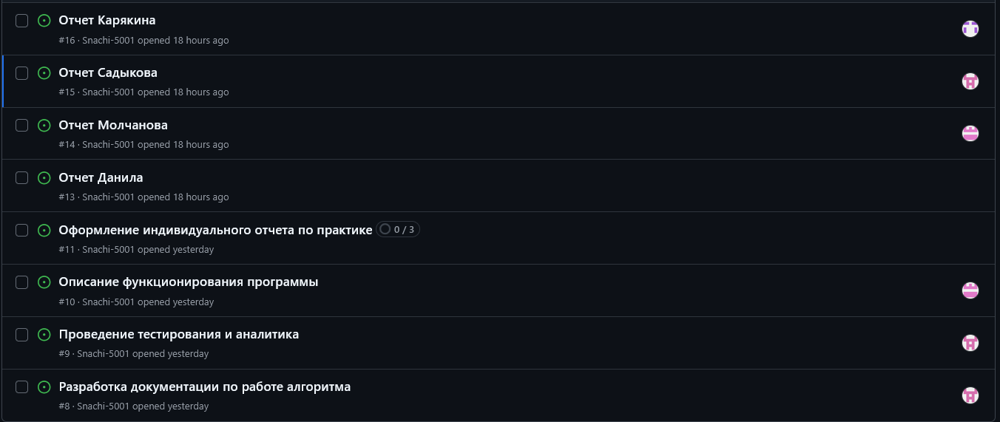 Отчет Карякина
#16 · Snachi-5001 opened 18 hours ago
Отчет Садыкова
#15 · Snachi-5001 opened 18 hours ago
Отчет Молчанова
#14 · Snachi-5001 opened 18 hours ago
Отчет Данила
#13 · Snachi-5001 opened 18 hours ago
Оформление индивидуального отчета по практике 0 / 3
#11 · Snachi-5001 opened yesterday
Описание функционирования программы
#10 · Snachi-5001 opened yesterday
Проведение тестирования и аналитика
#9 · Snachi-5001 opened yesterday
Разработка документации по работе алгоритма
#8 · Snachi-5001 opened yesterday